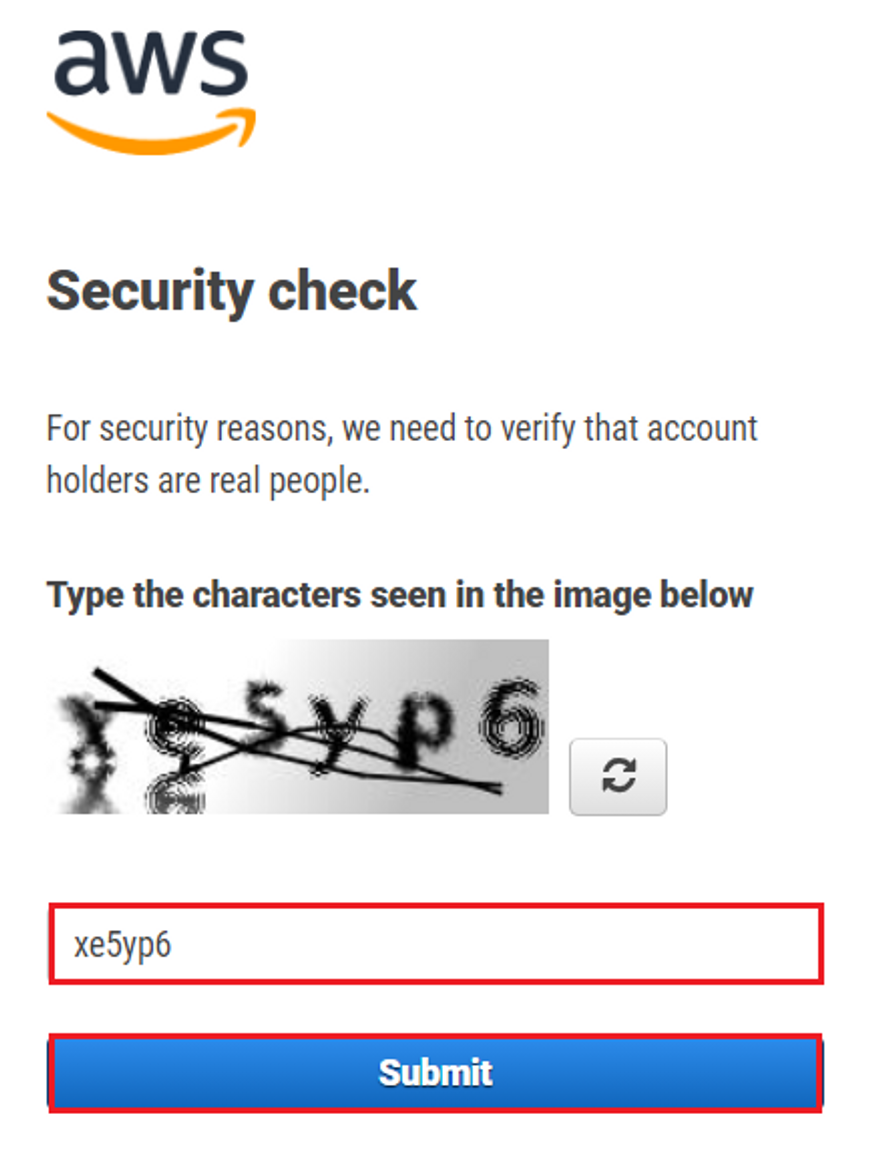 aws
Security check
For security reasons, we need to verify that account
holders are real people.
Type the characters seen in the image below
xe5yp6
Submit